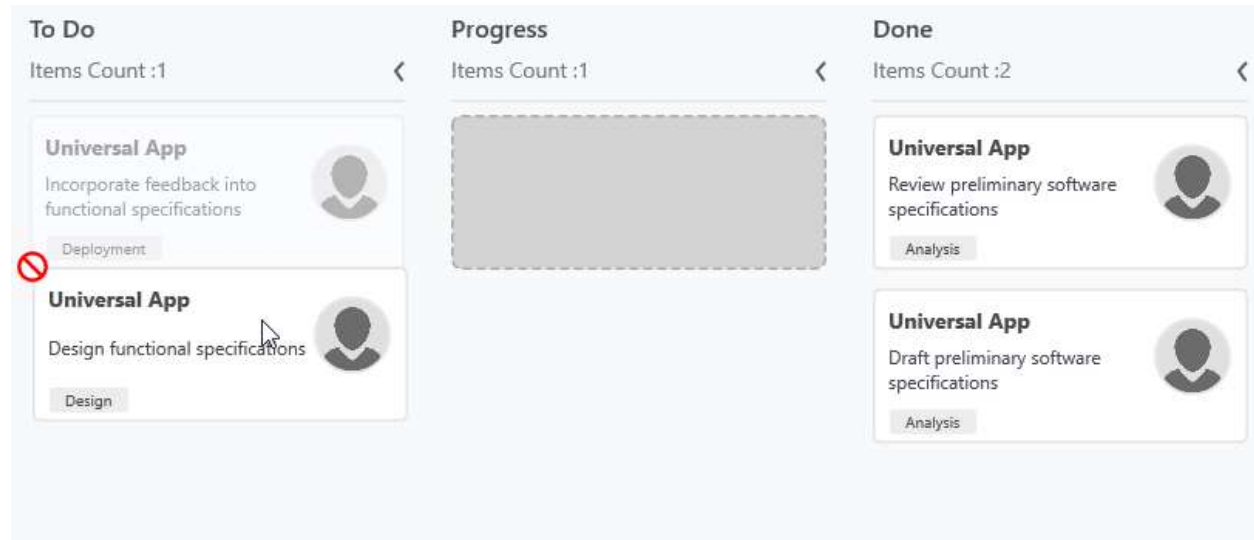 To Do
Items Count :1
Universal App
Incorporate feedback into
functional specifications
Deployment
Universal App
Design functional specifications
Design
Progress
Items Count :1
Done
Items Count :2
Universal App
Review preliminary software
specifications
Analysis
Universal App
Draft preliminary software
specifications
Analysis